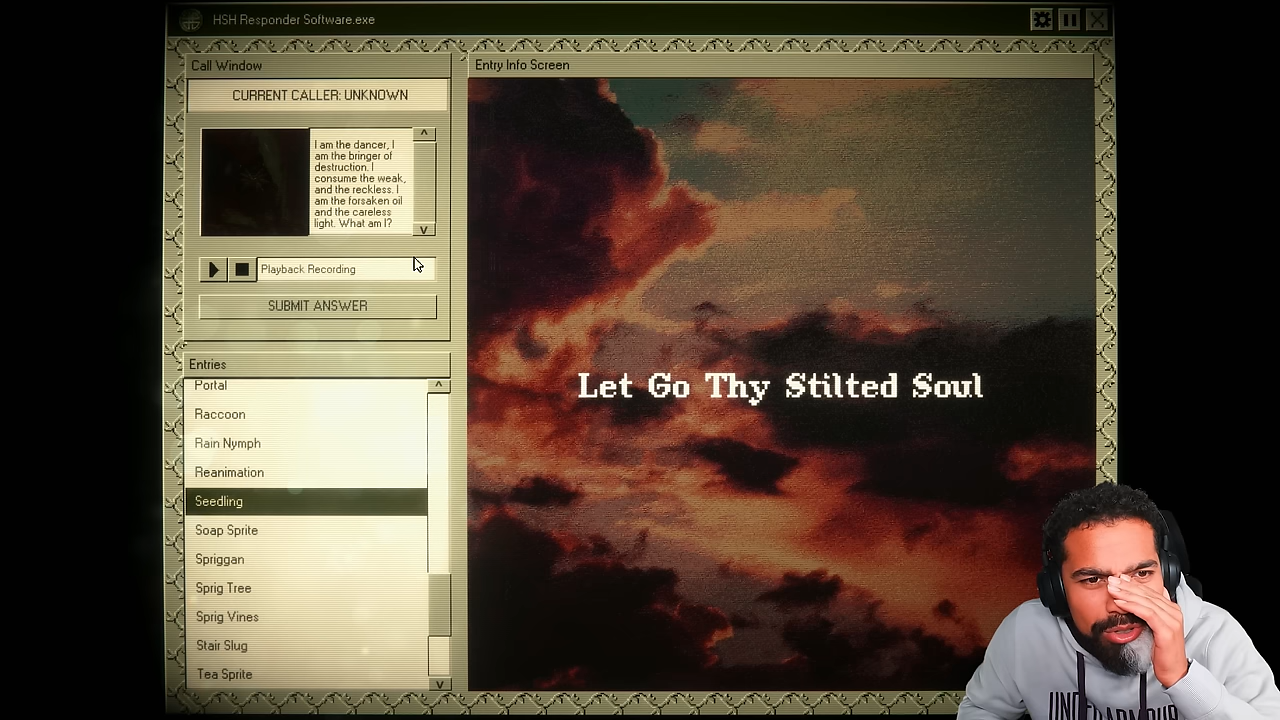 HSH Responder Software.exe
Call Window
CURRENT CALLER: UNKNOWN
I am the dancer, I
am the bringer of
destruction. I
consume the weak,
and the reckless. I
am the forsaken oil
and the careless
light. What am I?
Playback Recording
SUBMIT ANSWER
Entries
Portal
Raccoon
Rain Nymph
Reanimation
Seedling
Soap Sprite
Spriggan
Sprig Tree
Sprig Vines
Stair Slug
Tea Sprite
Entry Info Screen
Let Go Thy Stilted Soul